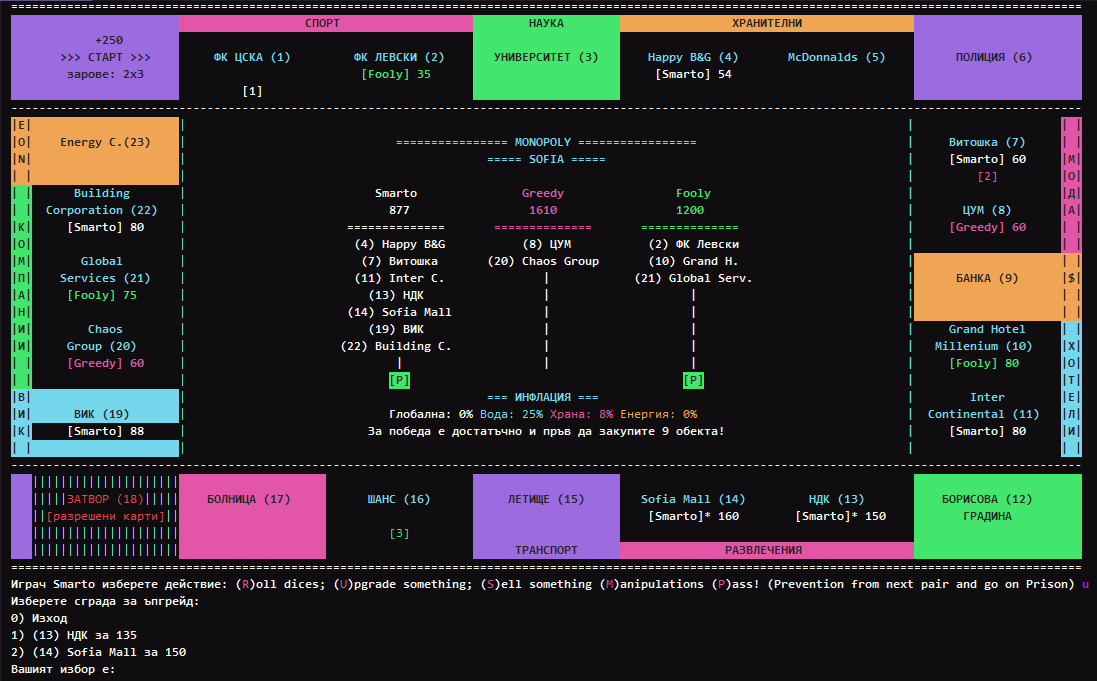 СПОРТ НАУКА ХРАНИТЕЛНИ
+250
>>> СТАРТ >>> ФК ЦСКА (1) ФК ЛЕВСКИ (2) УНИВЕРСИТЕТ (3) Happy B&G (4) McDonnalds (5) ПОЛИЦИЯ (6)
зарове: 2x3 [Fooly] 35 [Smarto] 54
[1]
|E|
|O| Energy C.(23) =============== MONOPOLY ================= Витошка (7)
|N| ===== SOFIA ===== [Smarto] 60 |М|
[2] |О|
Building Smarto Greedy Fooly |Д|
Corporation (22) 877 1610 1200 ЦУМ (8) |А|
|К| [Smarto] 80 ============== ============== ============== [Greedy] 60
|О| (4) Happy B&G (8) ЦУМ (2) ФК Левски
|М| Global (7) Витошка (20) Chaos Group (10) Grand H.
|П| Services (21) (11) Inter C. | (21) Global Serv. БАНКА (9) |$|
|А| [Fooly] 75 (13) НДК | |
|Н| (14) Sofia Mall | |
|И| Chaos (19) ВИК | | Grand Hotel
|И| Group (20) (22) Building C. | | Millenium (10) |Х|
[Greedy] 60 | | | [Fooly] 80 |О|
[P] [P] |Т|
|В| === ИНФЛАЦИЯ === Inter |Е|
|И| ВИК (19) Глобална: 0% Вода: 25% Храна: 8% Енергия: 0% Continental (11) |Л|
|К| [Smarto] 88 За победа е достатъчно и пръв да закупите 9 обекта! [Smarto] 80 |И|
ЗАТВОР (18) БОЛНИЦА (17) ШАНС (16) ЛЕТИЩЕ (15) Sofia Mall (14) НДК (13) БОРИСОВА (12)
[разрешени карти] [Smarto]* 160 [Smarto]* 150 ГРАДИНА
[3]
ТРАНСПОРТ РАЗВЛЕЧЕНИЯ
Играч Smarto изберете действие: (R)oll dices; (U)pgrade something; (S)ell something (M)anipulations (P)ass! (Prevention from next pair and go on Prison) u
Изберете сграда за ъпгрейд:
0) Изход
1) (13) НДК за 135
2) (14) Sofia Mall за 150
Вашият избор е: